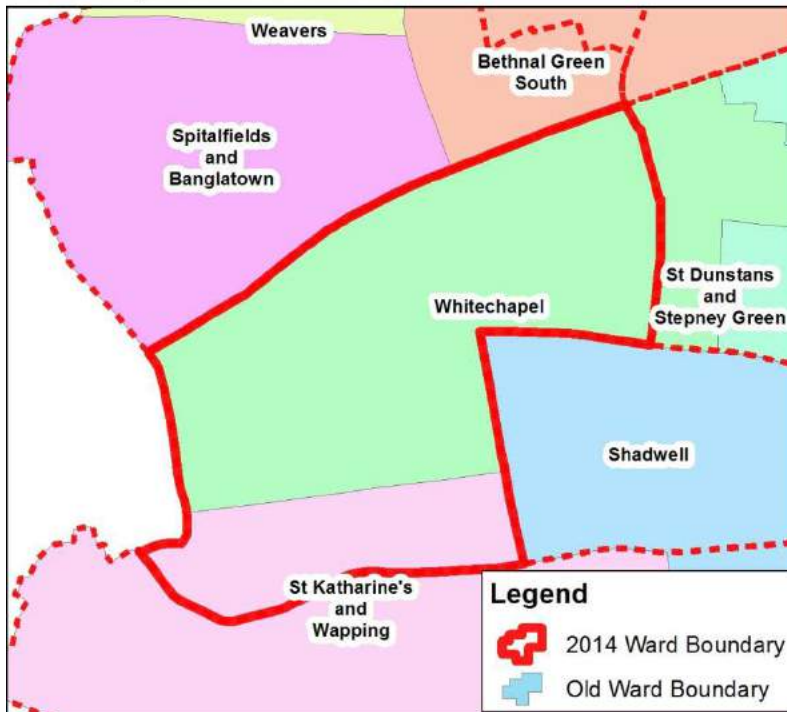 Weavers
Bethnal Green
South
Spitalfields
and
Banglatown
St Dunstans
and
Stepney Green
Whitechapel
Shadwell
St Katharine's
and
Wapping
Legend
2014 Ward Boundary
Old Ward Boundary